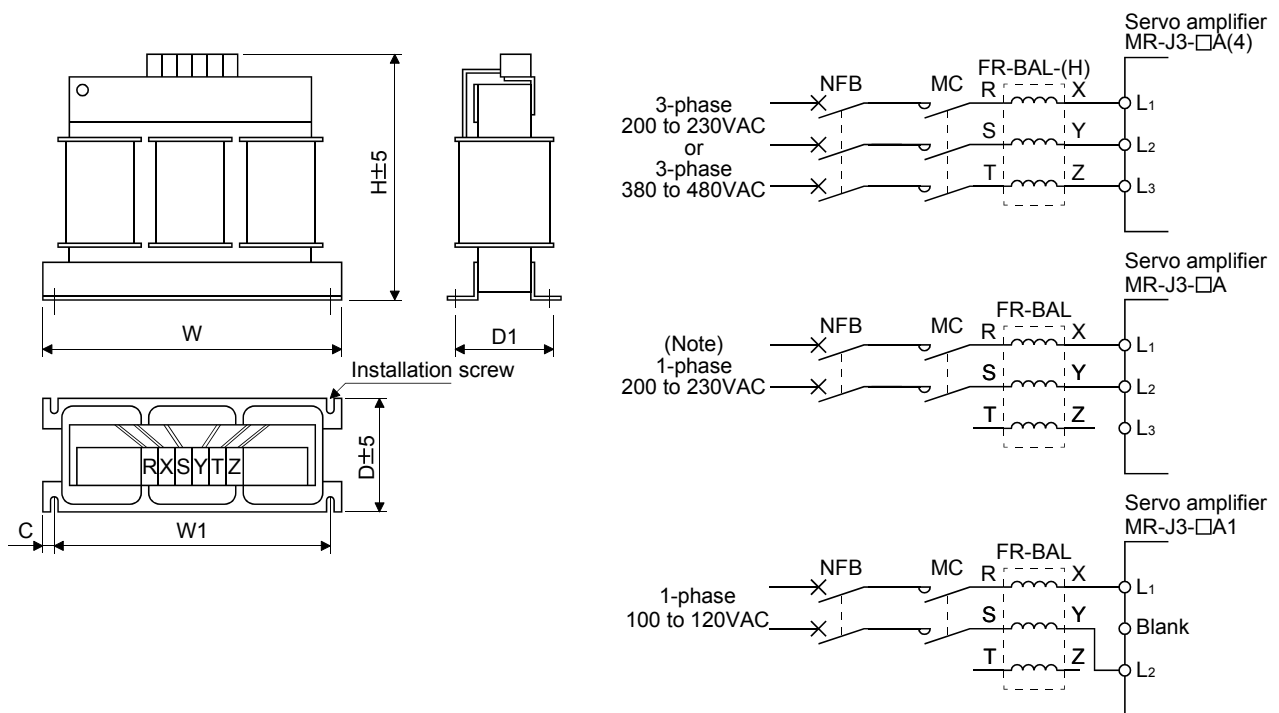 H±5
W
D1
Installation screw
R X S Y T Z
D±5
C
W1
Servo amplifier
MR-J3-□A(4)
FR-BAL-(H)
NFB
MC
R
X
3-phase
200 to 230VAC
or
3-phase
380 to 480VAC
L1
S
Y
L2
T
Z
L3
Servo amplifier
MR-J3-□A
FR-BAL
NFB
MC
R
X
(Note)
1-phase
200 to 230VAC
L1
S
Y
L2
T
Z
L3
Servo amplifier
MR-J3-□A1
FR-BAL
NFB
MC
R
X
1-phase
100 to 120VAC
L1
S
Y
Blank
T
Z
L2